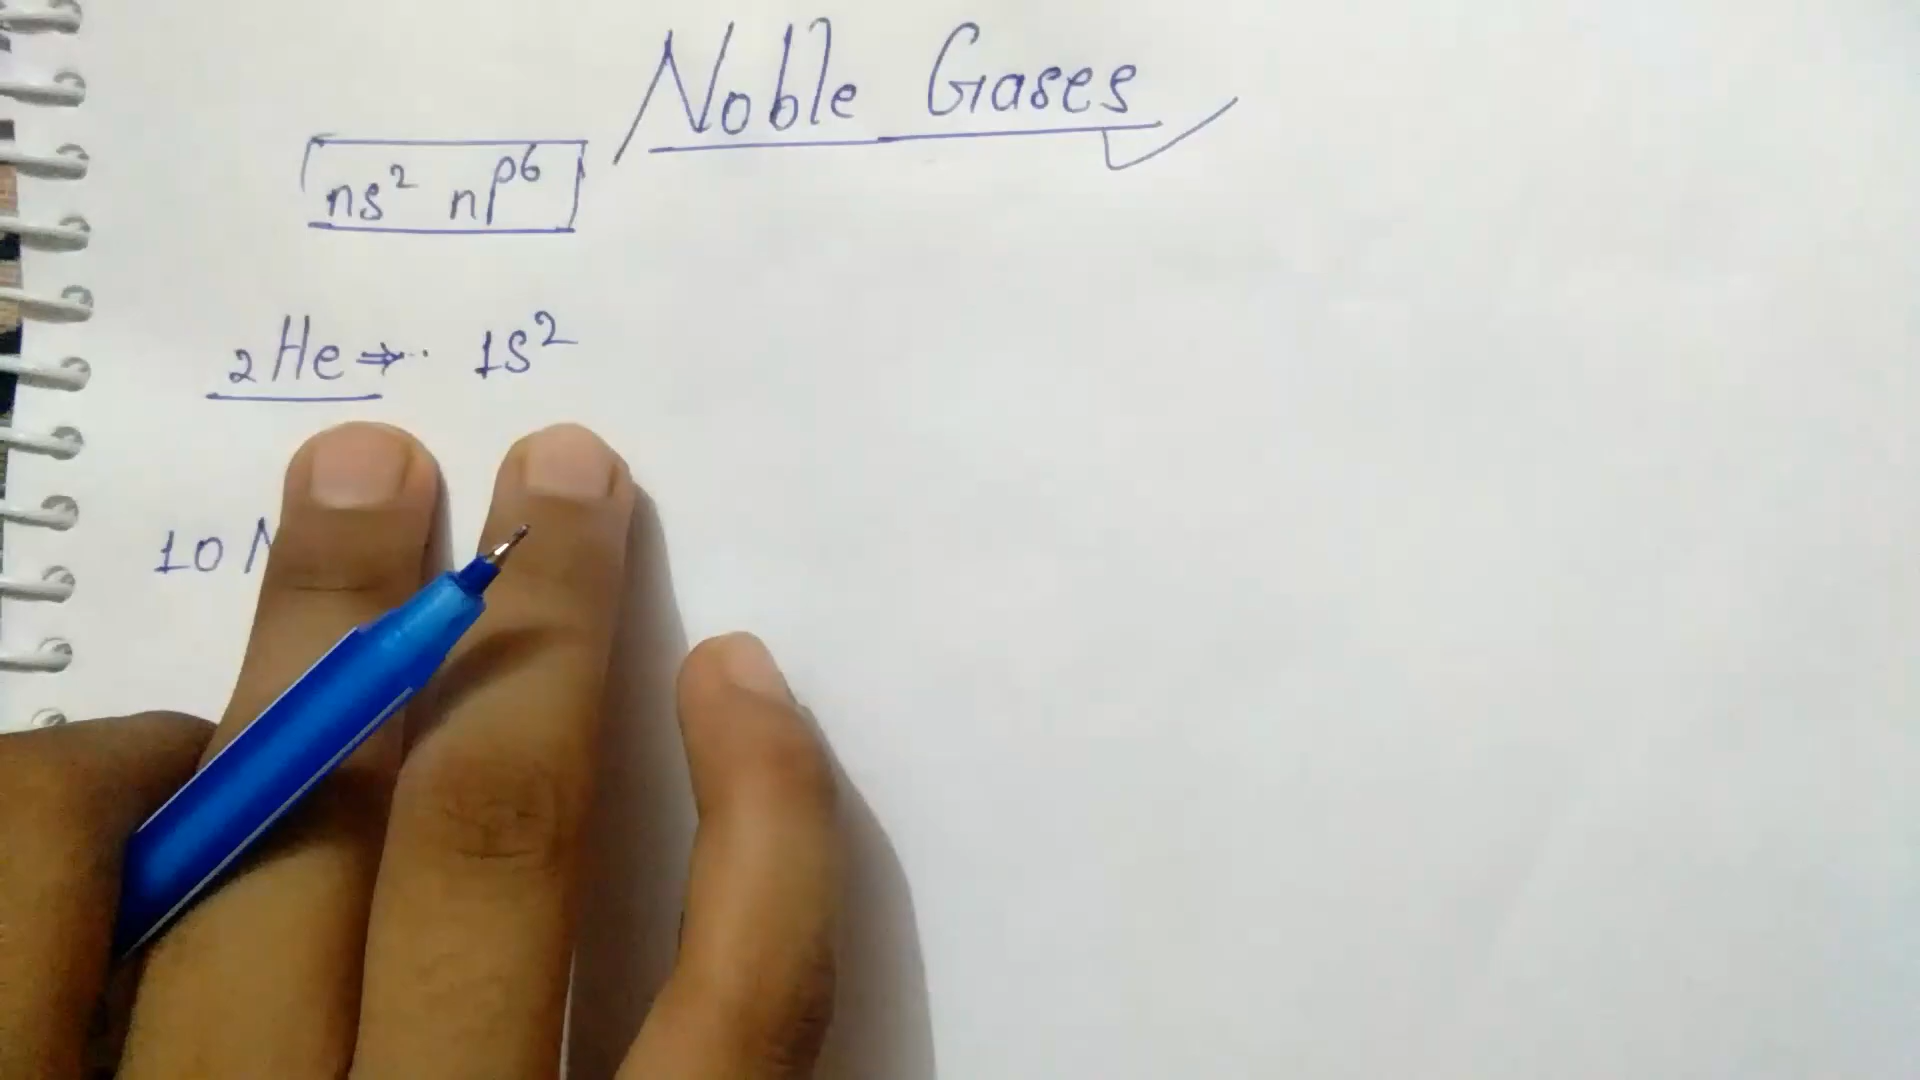 Noble Gases
ns² np⁶
₂He ⇒ 1s²
10 N